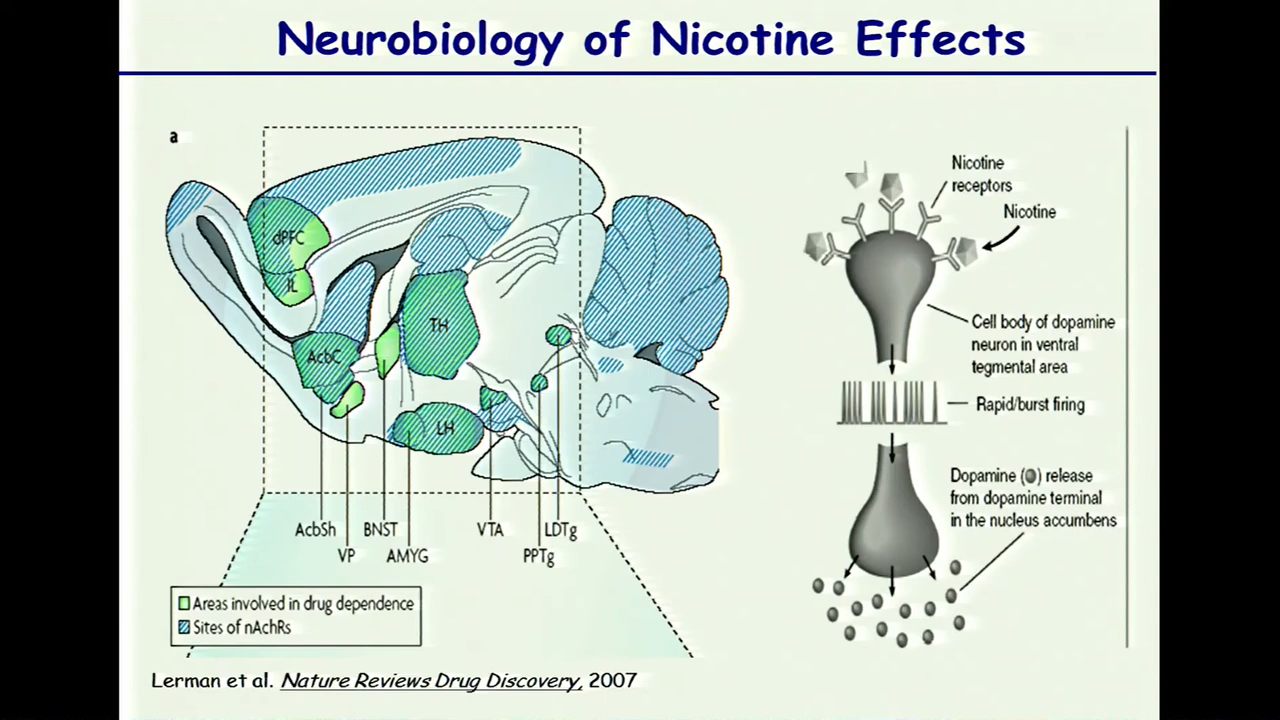 Neurobiology of Nicotine Effects
a
dPFC
IL
AcbC
TH
LH
AcbSh
BNST
VTA
LDTg
VP
AMYG
PPTg
Areas involved in drug dependence
Sites of nAchRs
Nicotine
receptors
Nicotine
Cell body of dopamine
neuron in ventral
tegmental area
Rapid/burst firing
Dopamine ( ) release
from dopamine terminal
in the nucleus accumbens
Lerman et al. Nature Reviews Drug Discovery, 2007